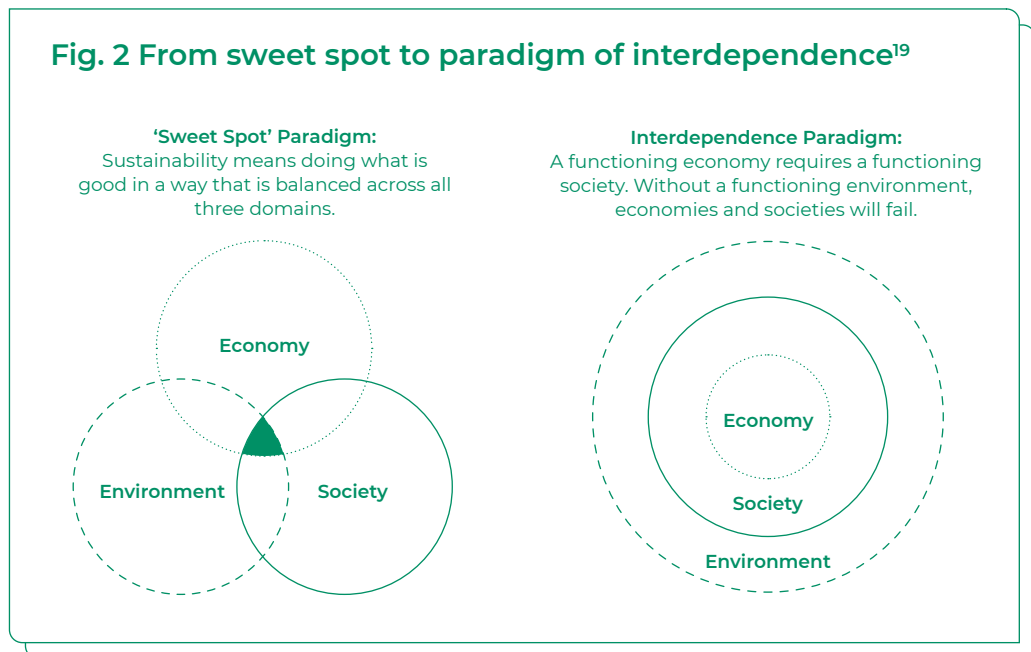 Fig. 2 From sweet spot to paradigm of interdependence¹⁹
‘Sweet Spot’ Paradigm:
Sustainability means doing what is
good in a way that is balanced across all
three domains.
Economy
Environment
Society
Interdependence Paradigm:
A functioning economy requires a functioning
society. Without a functioning environment,
economies and societies will fail.
Economy
Society
Environment